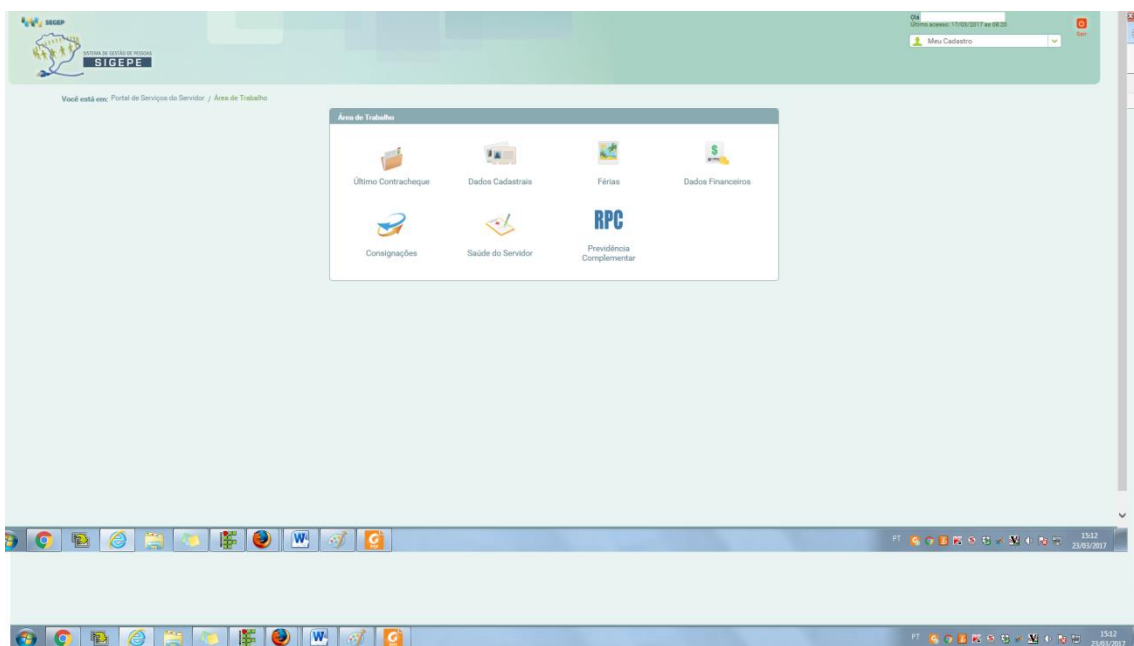 SEGEP
SISTEMA DE GESTÃO DE PESSOAS
SIGEPE
Olá
Último acesso: 17/03/2017 às 08:20
Meu Cadastro
Sair
Você está em: Portal de Serviços do Servidor / Área de Trabalho
Área de Trabalho
Último Contracheque
Dados Cadastrais
Férias
Dados Financeiros
RPC
Consignações
Saúde do Servidor
Previdência
Complementar
PT
15:12
23/03/2017
PT
15:12
23/03/2017